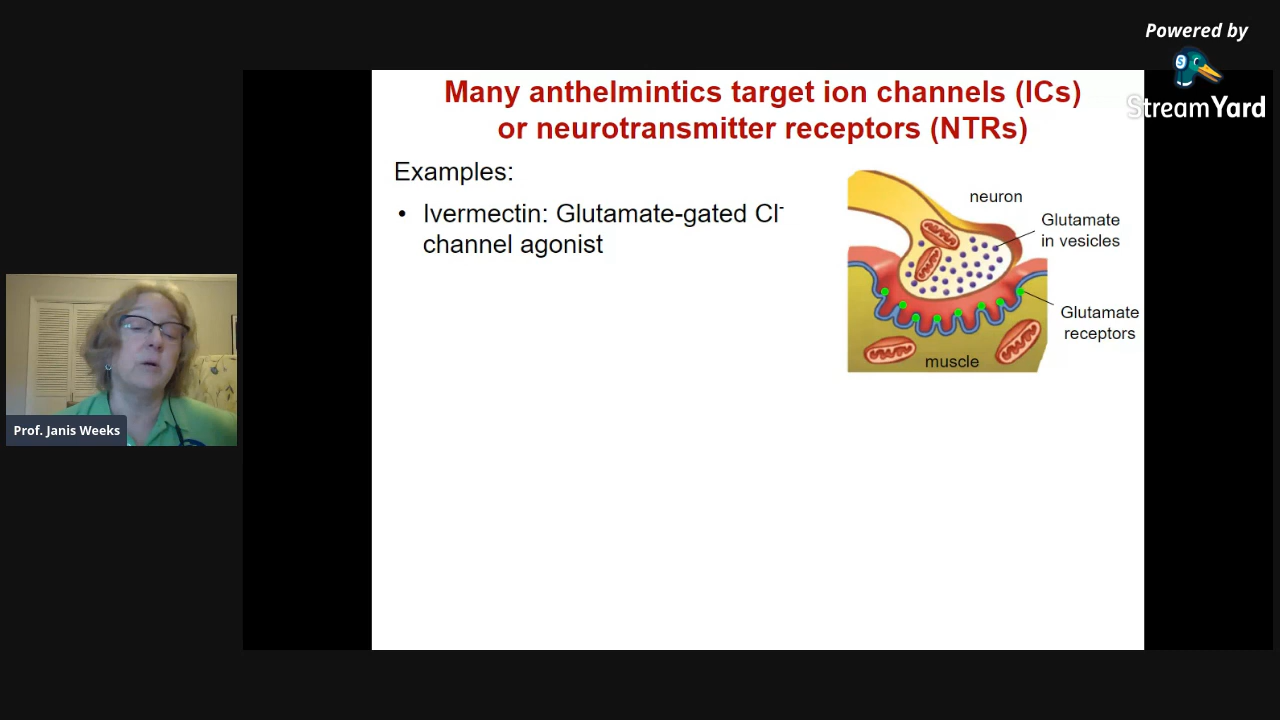 Powered by
StreamYard
Many anthelmintics target ion channels (ICs)
or neurotransmitter receptors (NTRs)
Examples:
• Ivermectin: Glutamate-gated Cl⁻
channel agonist
neuron
Glutamate
in vesicles
Glutamate
receptors
muscle
Prof. Janis Weeks